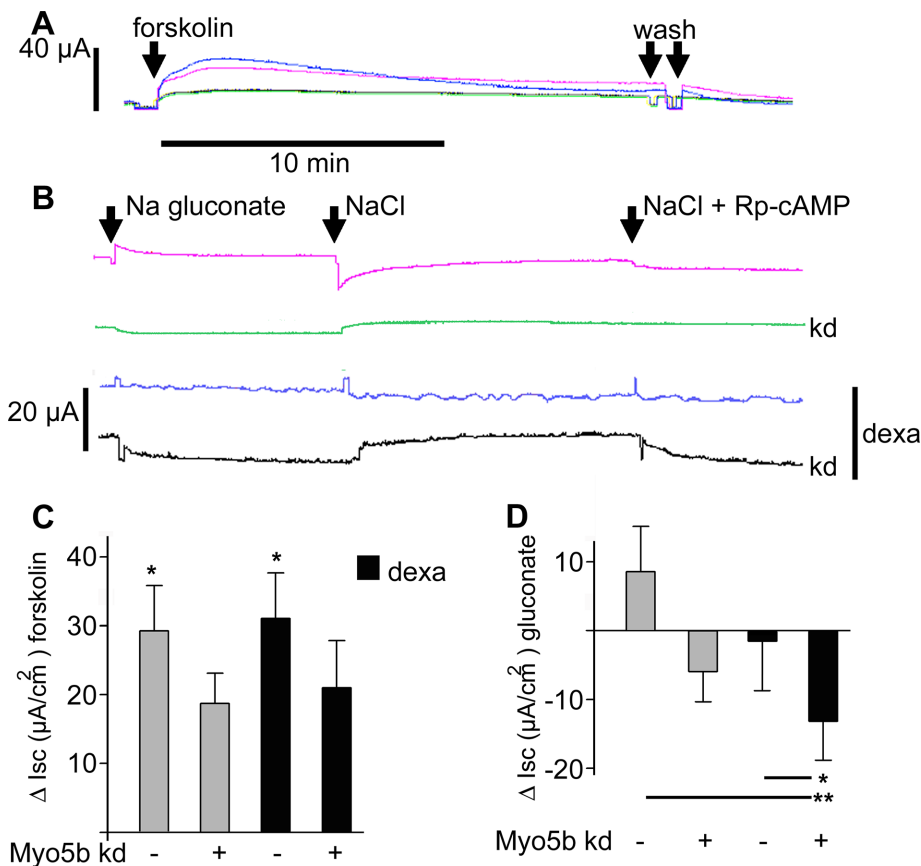 A
forskolin
wash
40 µA
10 min
B
Na gluconate
NaCl
NaCl + Rp-cAMP
kd
20 µA
dexa
kd
C
Δ Isc (µA/cm²) forskolin
40
30
20
10
*
*
dexa
Myo5b kd - + - +
D
Δ Isc (µA/cm²) gluconate
10
-10
-20
*
**
Myo5b kd - + - +